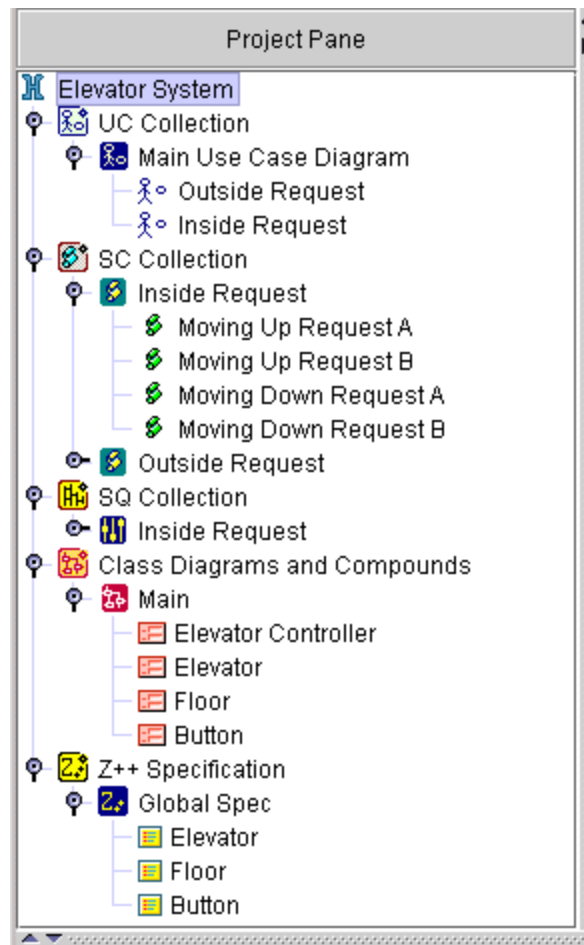 Project Pane
Elevator System
UC Collection
Main Use Case Diagram
Outside Request
Inside Request
SC Collection
Inside Request
Moving Up Request A
Moving Up Request B
Moving Down Request A
Moving Down Request B
Outside Request
SQ Collection
Inside Request
Class Diagrams and Compounds
Main
Elevator Controller
Elevator
Floor
Button
Z++ Specification
Global Spec
Elevator
Floor
Button